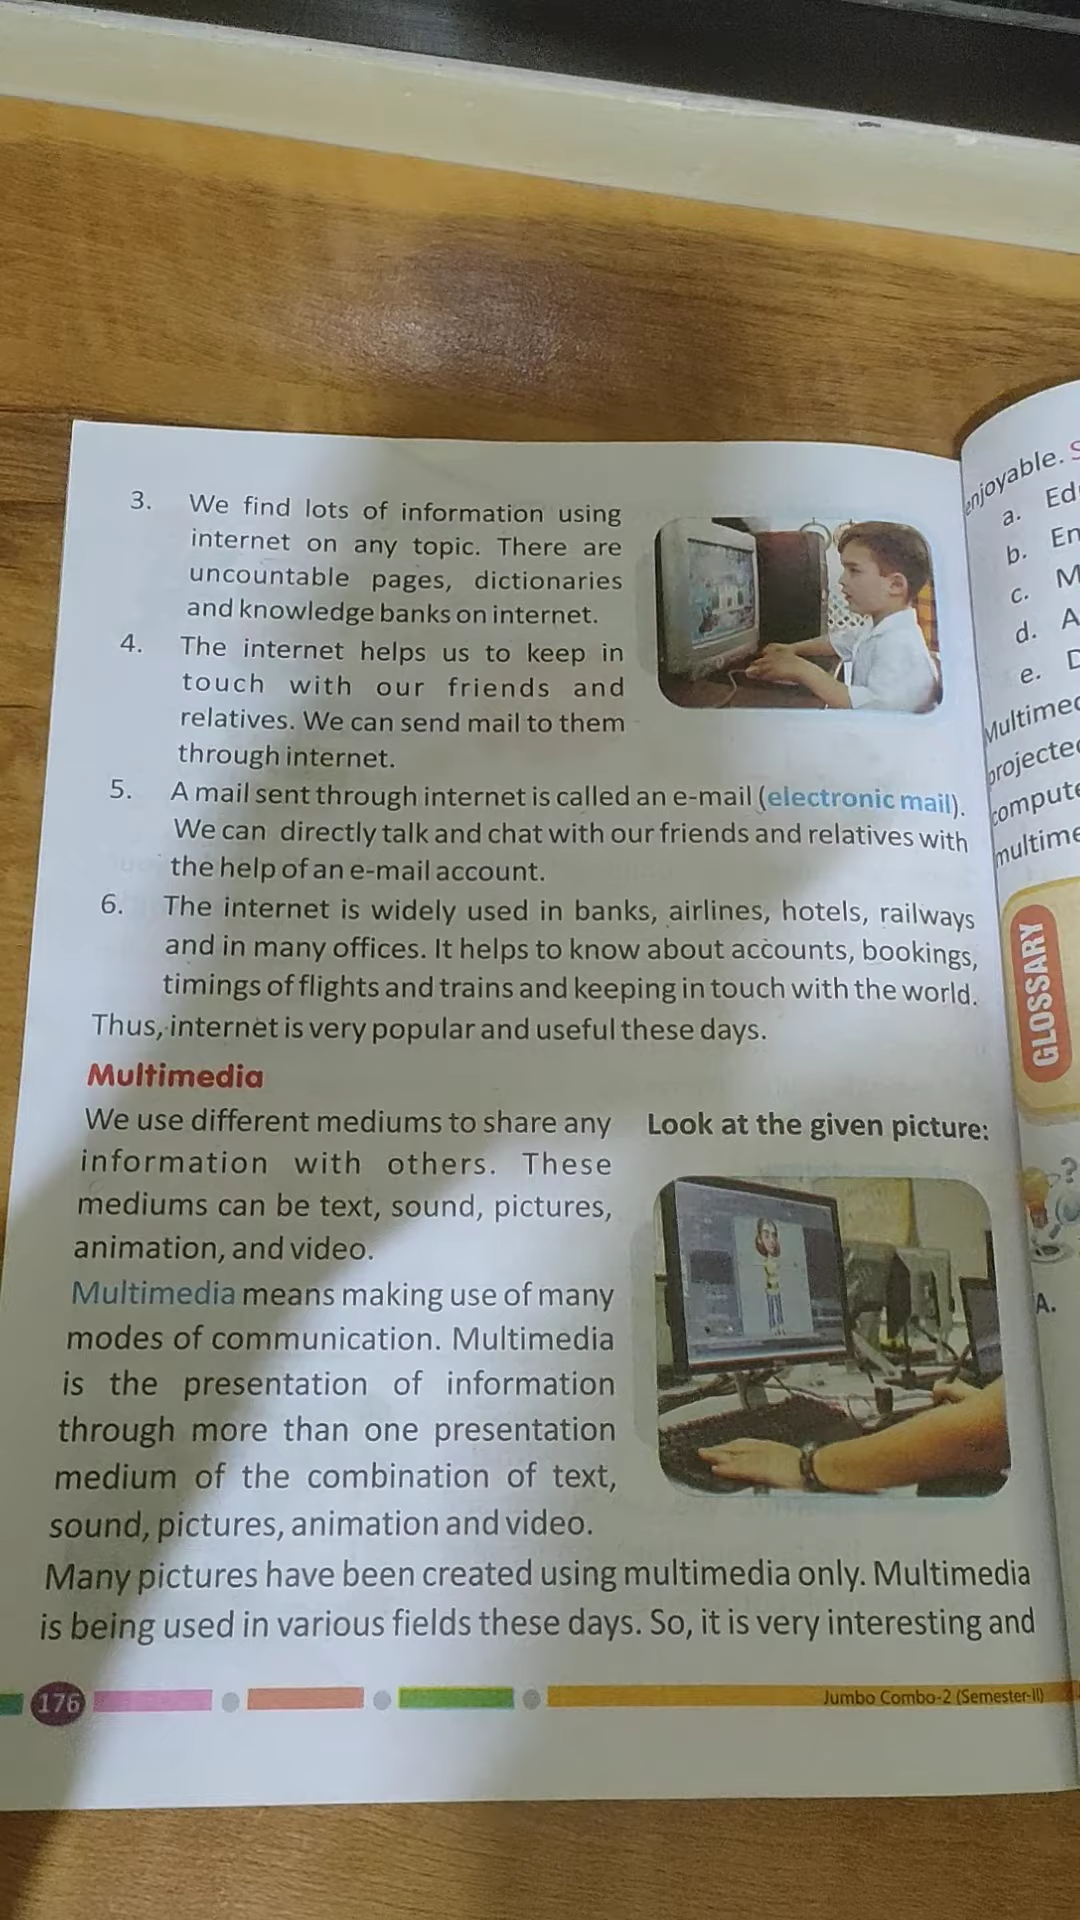 3. We find lots of information using
internet on any topic. There are
uncountable pages, dictionaries
and knowledge banks on internet.
4. The internet helps us to keep in
touch with our friends and
relatives. We can send mail to them
through internet.
5. A mail sent through internet is called an e-mail (electronic mail).
We can directly talk and chat with our friends and relatives with
the help of an e-mail account.
6. The internet is widely used in banks, airlines, hotels, railways
and in many offices. It helps to know about accounts, bookings,
timings of flights and trains and keeping in touch with the world.
Thus, internet is very popular and useful these days.
Multimedia
We use different mediums to share any
information with others. These
mediums can be text, sound, pictures,
animation, and video.
Multimedia means making use of many
modes of communication. Multimedia
is the presentation of information
through more than one presentation
medium of the combination of text,
sound, pictures, animation and video.
Look at the given picture:
Many pictures have been created using multimedia only. Multimedia
is being used in various fields these days. So, it is very interesting and
176
Jumbo Combo-2 (Semester-II)
enjoyable.
a.
b.
c.
d.
e.
GLOSSARY
A.